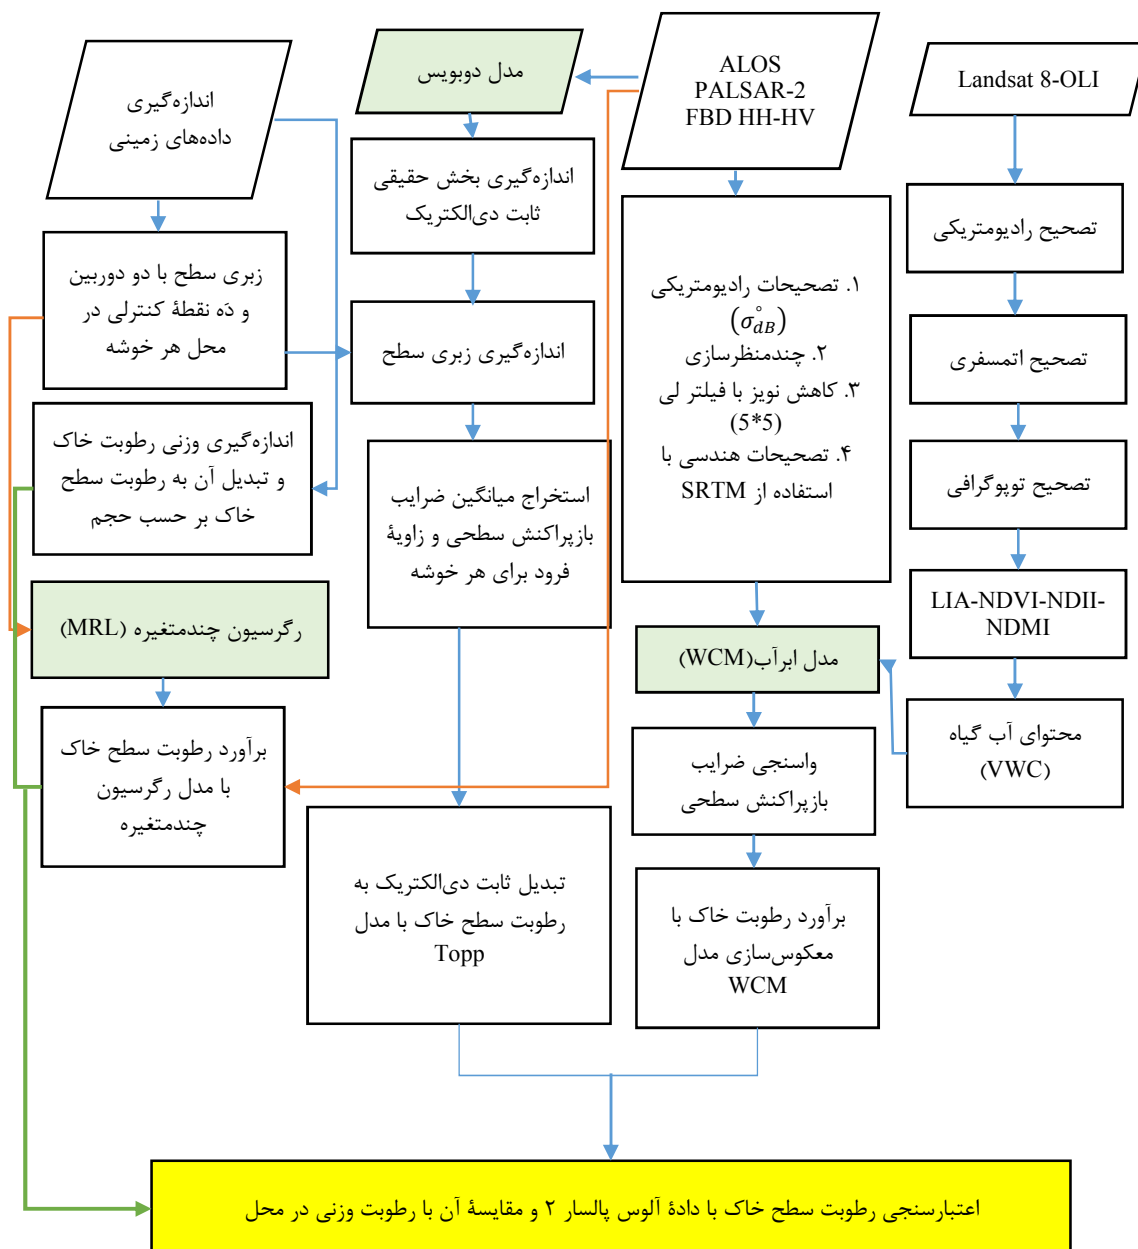 اندازه‌گیری
داده‌های زمینی
مدل دوبویس
ALOS
PALSAR-2
FBD HH-HV
Landsat 8-OLI
زبری سطح با دو دوربین
و دَه نقطهٔ کنترلی در
محل هر خوشه
اندازه‌گیری وزنی رطوبت خاک
و تبدیل آن به رطوبت سطح
خاک بر حسب حجم
رگرسیون چندمتغیره (MRL)
برآورد رطوبت سطح خاک
با مدل رگرسیون
چندمتغیره
اندازه‌گیری بخش حقیقی
ثابت دی‌الکتریک
اندازه‌گیری زبری سطح
استخراج میانگین ضرایب
بازپراکنش سطحی و زاویهٔ
فرود برای هر خوشه
تبدیل ثابت دی‌الکتریک به
رطوبت سطح خاک با مدل
Topp
۱. تصحیحات رادیومتریکی
(σ°dB)
۲. چندمنظرسازی
۳. کاهش نویز با فیلتر لی
(5*5)
۴. تصحیحات هندسی با
استفاده از SRTM
مدل ابرآب(WCM)
واسنجی ضرایب
بازپراکنش سطحی
برآورد رطوبت خاک با
معکوس‌سازی مدل
WCM
تصحیح رادیومتریکی
تصحیح اتمسفری
تصحیح توپوگرافی
LIA-NDVI-NDII-
NDMI
محتوای آب گیاه
(VWC)
اعتبارسنجی رطوبت سطح خاک با دادهٔ آلوس پالسار ۲ و مقایسهٔ آن با رطوبت وزنی در محل